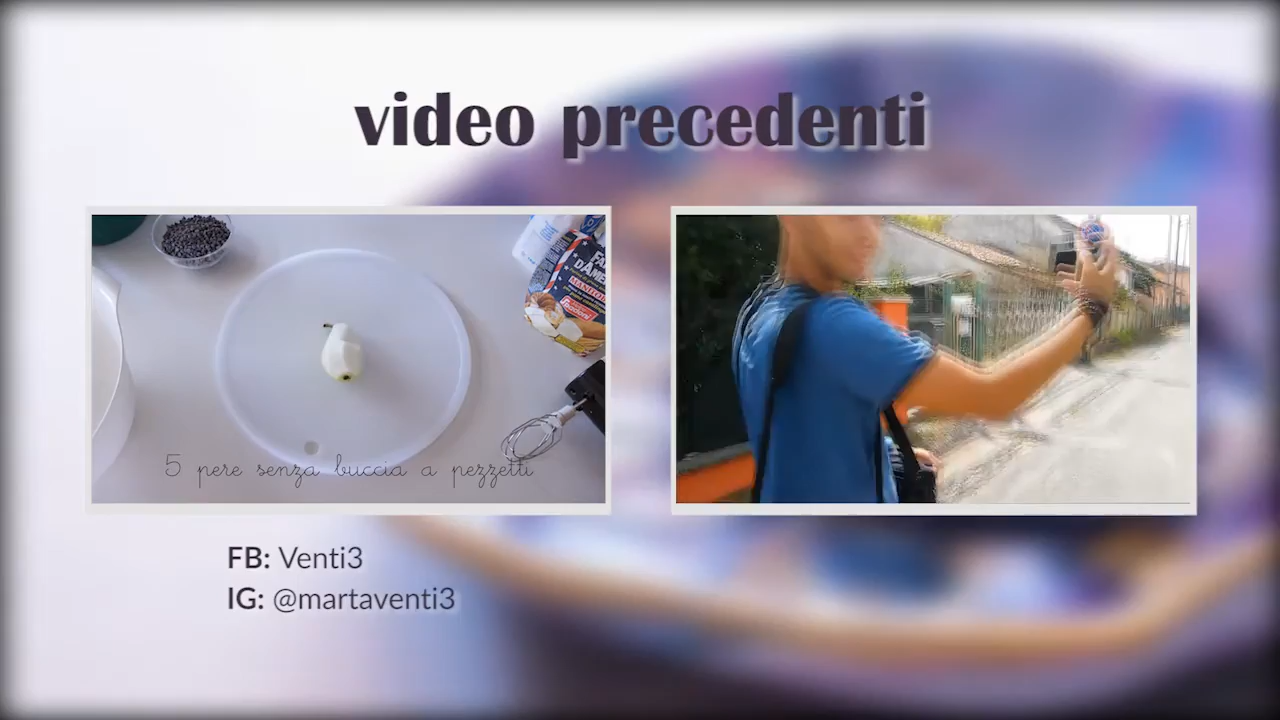 video precedenti
5 pere senza buccia a pezzetti
FB: Venti3
IG: @martaventi3